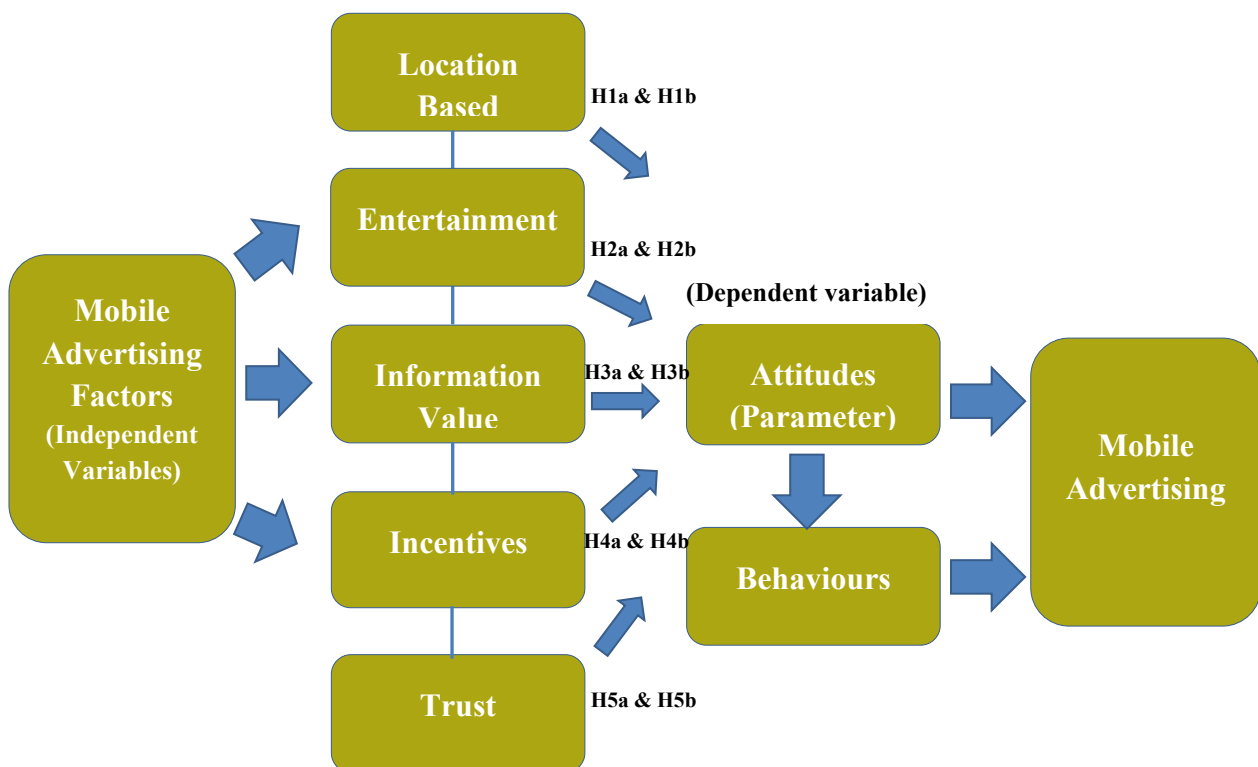 Location
Based
H1a & H1b
Entertainment
H2a & H2b
(Dependent variable)
Mobile
Advertising
Factors
(Independent
Variables)
Information
Value
H3a & H3b
Attitudes
(Parameter)
Mobile
Advertising
Incentives
H4a & H4b
Behaviours
Trust
H5a & H5b